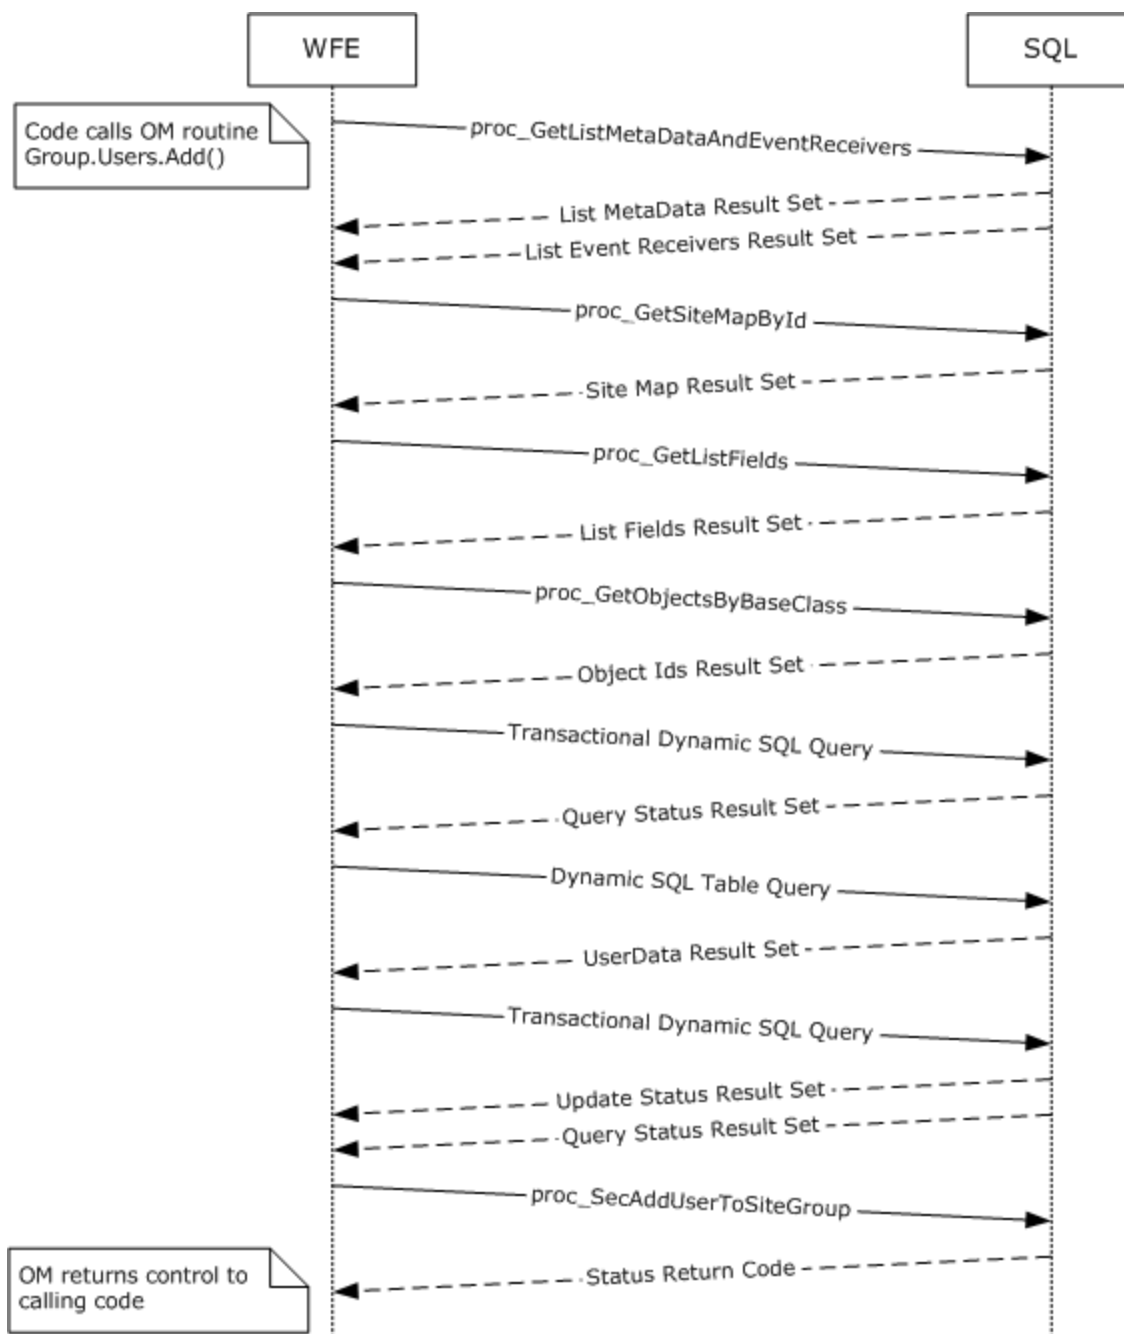 WFE
SQL
Code calls OM routine
Group.Users.Add()
proc_GetListMetaDataAndEventReceivers
List MetaData Result Set
List Event Receivers Result Set
proc_GetSiteMapById
Site Map Result Set
proc_GetListFields
List Fields Result Set
proc_GetObjectsByBaseClass
Object Ids Result Set
Transactional Dynamic SQL Query
Query Status Result Set
Dynamic SQL Table Query
UserData Result Set
Transactional Dynamic SQL Query
Update Status Result Set
Query Status Result Set
proc_SecAddUserToSiteGroup
Status Return Code
OM returns control to
calling code